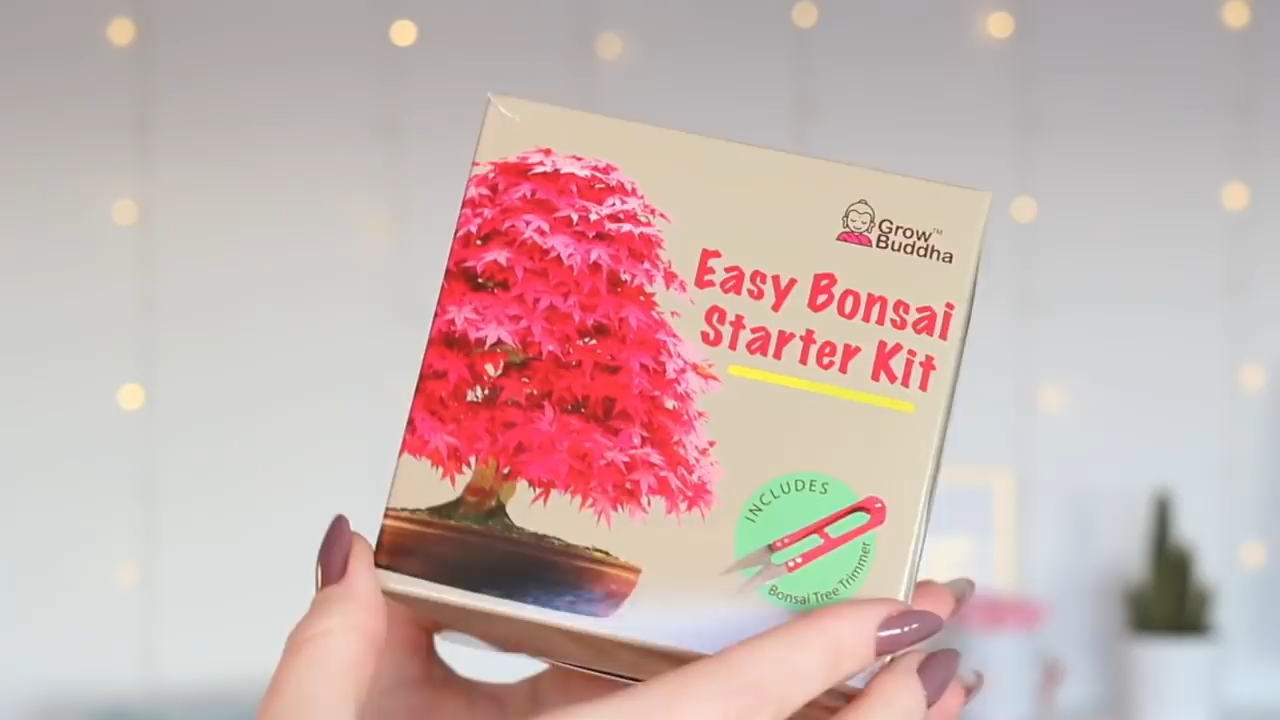 Grow™
Buddha
Easy Bonsai
Starter Kit
INCLUDES
Bonsai Tree Trimmer